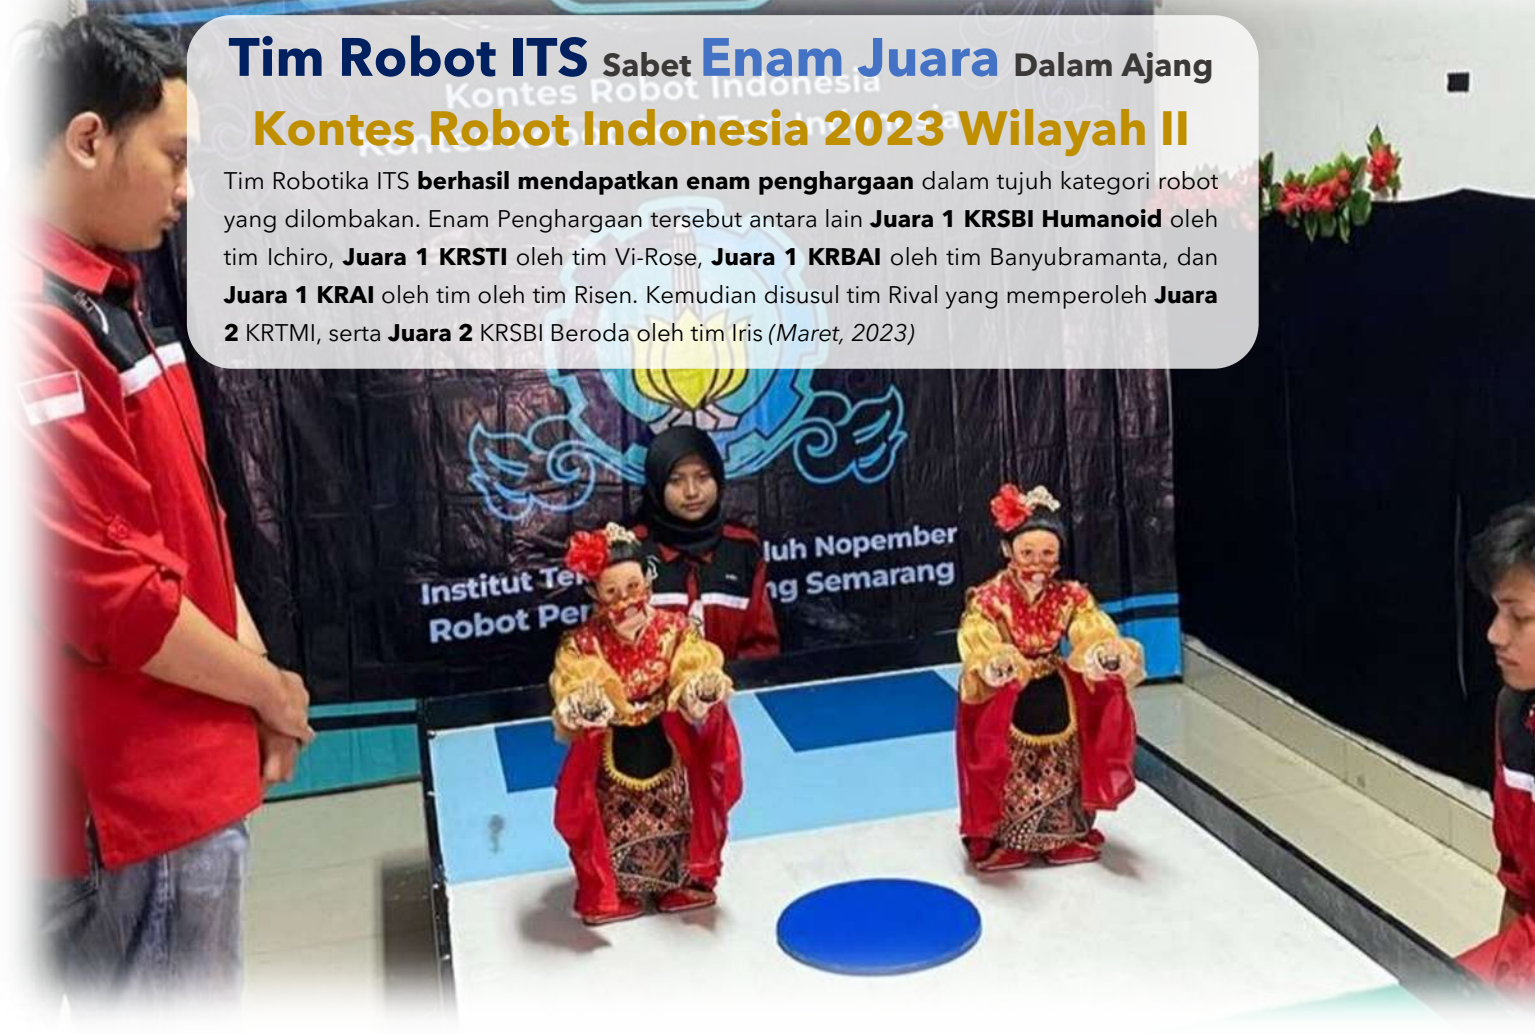 Tim Robot ITS Sabet Enam Juara Dalam Ajang
Kontes Robot Indonesia 2023 Wilayah II
Kontes Robot Indonesia
Tim Robotika ITS berhasil mendapatkan enam penghargaan dalam tujuh kategori robot
yang dilombakan. Enam Penghargaan tersebut antara lain Juara 1 KRSBI Humanoid oleh
tim Ichiro, Juara 1 KRSTI oleh tim Vi-Rose, Juara 1 KRBAI oleh tim Banyubramanta, dan
Juara 1 KRAI oleh tim oleh tim Risen. Kemudian disusul tim Rival yang memperoleh Juara
2 KRTMI, serta Juara 2 KRSBI Beroda oleh tim Iris (Maret, 2023)
Institut luh Nopember
Robot ng Semarang